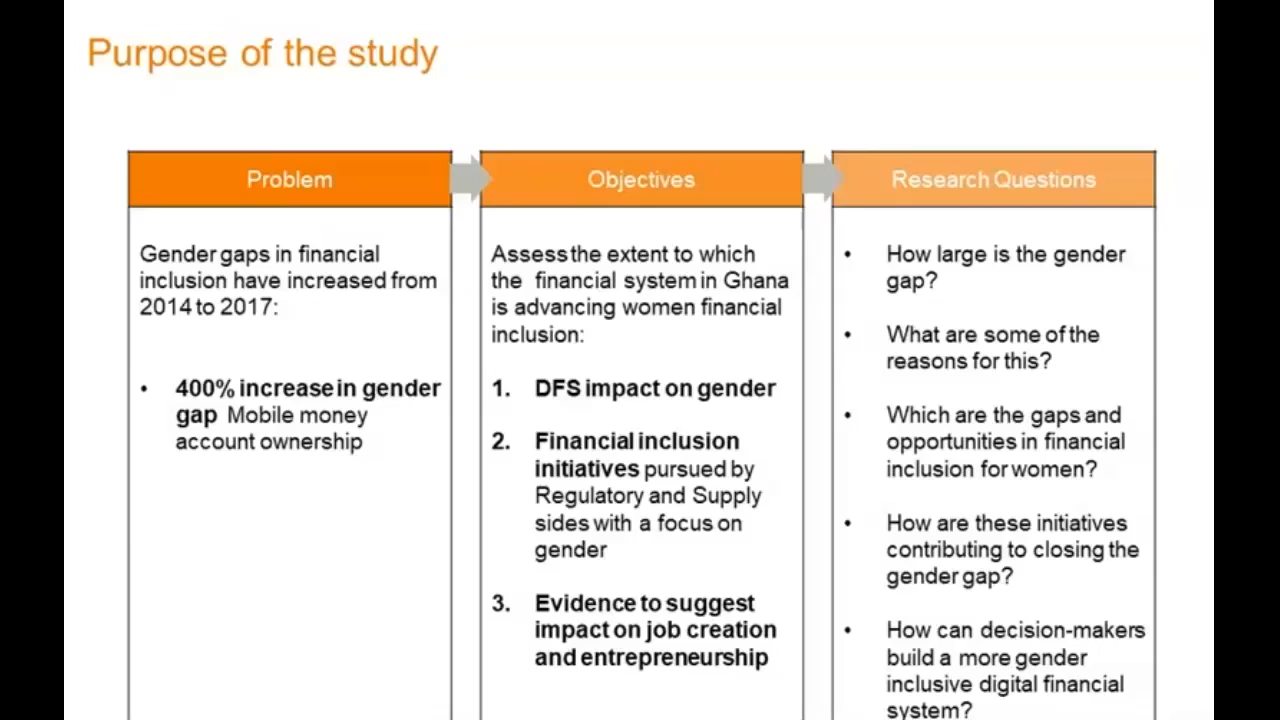 Purpose of the study
Problem
Gender gaps in financial
inclusion have increased from
2014 to 2017:
• 400% increase in gender
gap Mobile money
account ownership
Objectives
Assess the extent to which
the financial system in Ghana
is advancing women financial
inclusion:
1. DFS impact on gender
2. Financial inclusion
initiatives pursued by
Regulatory and Supply
sides with a focus on
gender
3. Evidence to suggest
impact on job creation
and entrepreneurship
Research Questions
• How large is the gender
gap?
• What are some of the
reasons for this?
• Which are the gaps and
opportunities in financial
inclusion for women?
• How are these initiatives
contributing to closing the
gender gap?
• How can decision-makers
build a more gender
inclusive digital financial
system?